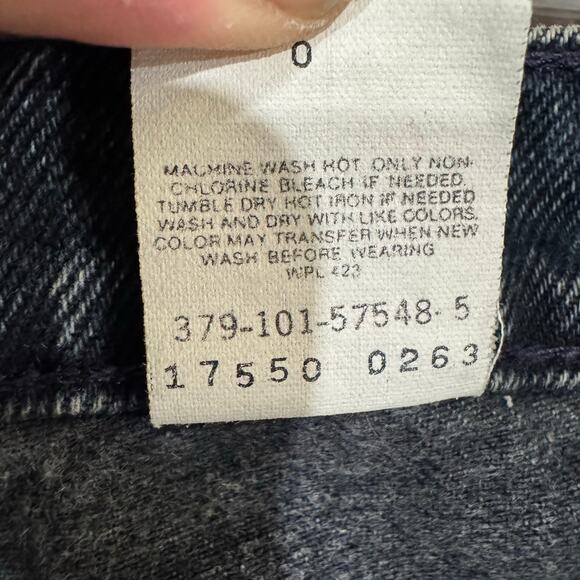 0
MACHINE WASH HOT ONLY NON-
CHLORINE BLEACH IF NEEDED.
TUMBLE DRY HOT IRON IF NEEDED
WASH AND DRY WITH LIKE COLORS.
COLOR MAY TRANSFER WHEN NEW
WASH BEFORE WEARING
WPL 423
379-101-57548-5
17550 0263